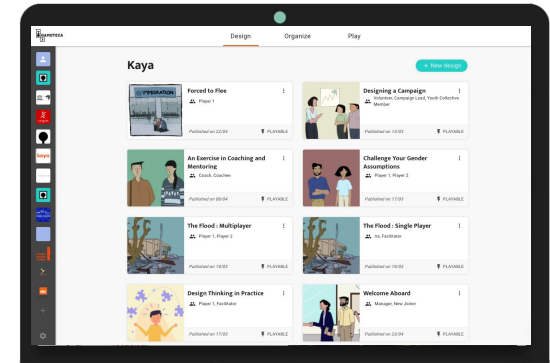 GAMOTEZA
Design
Organize
Play
Kaya
+ New design
Forced to Flee
Player 1
Published on 22/04
PLAYABLE
IMMIGRATION
Designing a Campaign
Volunteer, Campaign Lead, Youth Collective
Member
Published on 12/03
PLAYABLE
An Exercise in Coaching and
Mentoring
Coach, Coachee
Published on 08/04
PLAYABLE
Challenge Your Gender
Assumptions
Player 1, Player 2
Published on 17/03
PLAYABLE
The Flood : Multiplayer
Player 1, Player 2
Published on 10/03
PLAYABLE
The Flood : Single Player
Ira, Facilitator
Published on 19/03
PLAYABLE
Design Thinking in Practice
Player 1, Facilitator
Published on 11/03
PLAYABLE
Welcome Aboard
Manager, New Joiner
Published on 23/04
PLAYABLE
kaya